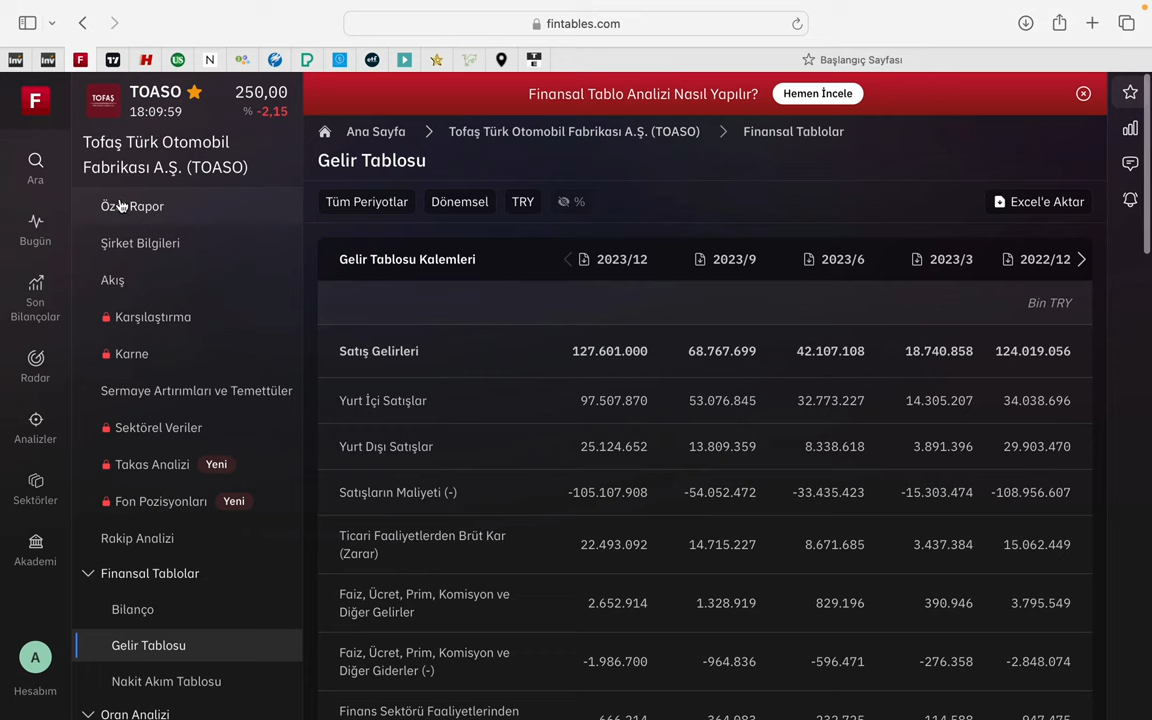 fintables.com
Inv
Inv
F
H
US
N
P
Başlangıç Sayfası
F
Ara
Bugün
Son
Bilançolar
Radar
Analizler
Sektörler
Akademi
A
Hesabım
TOFAŞ
TOASO
18:09:59
250,00
% -2,15
Tofaş Türk Otomobil
Fabrikası A.Ş. (TOASO)
Şirket Bilgileri
Akış
Karşılaştırma
Karne
Sermaye Artırımları ve Temettüler
Sektörel Veriler
Takas Analizi Yeni
Fon Pozisyonları Yeni
Rakip Analizi
Finansal Tablolar
Bilanço
Gelir Tablosu
Nakit Akım Tablosu
Oran Analizi
Finansal Tablo Analizi Nasıl Yapılır? Hemen İncele
Ana Sayfa Tofaş Türk Otomobil Fabrikası A.Ş. (TOASO) Finansal Tablolar
Gelir Tablosu
Tüm Periyotlar Dönemsel TRY % Excel'e Aktar
Gelir Tablosu Kalemleri 2023/12 2023/9 2023/6 2023/3 2022/12
Bin TRY
Satış Gelirleri 127.601.000 68.767.699 42.107.108 18.740.858 124.019.056
Yurt İçi Satışlar 97.507.870 53.076.845 32.773.227 14.305.207 34.038.696
Yurt Dışı Satışlar 25.124.652 13.809.359 8.338.618 3.891.396 29.903.470
Satışların Maliyeti (-) -105.107.908 -54.052.472 -33.435.423 -15.303.474 -108.956.607
Ticari Faaliyetlerden Brüt Kar
(Zarar) 22.493.092 14.715.227 8.671.685 3.437.384 15.062.449
Faiz, Ücret, Prim, Komisyon ve
Diğer Gelirler 2.652.914 1.328.919 829.196 390.946 3.795.549
Faiz, Ücret, Prim, Komisyon ve
Diğer Giderler (-) -1.986.700 -964.836 -596.471 -276.358 -2.848.074
Finans Sektörü Faaliyetlerinden